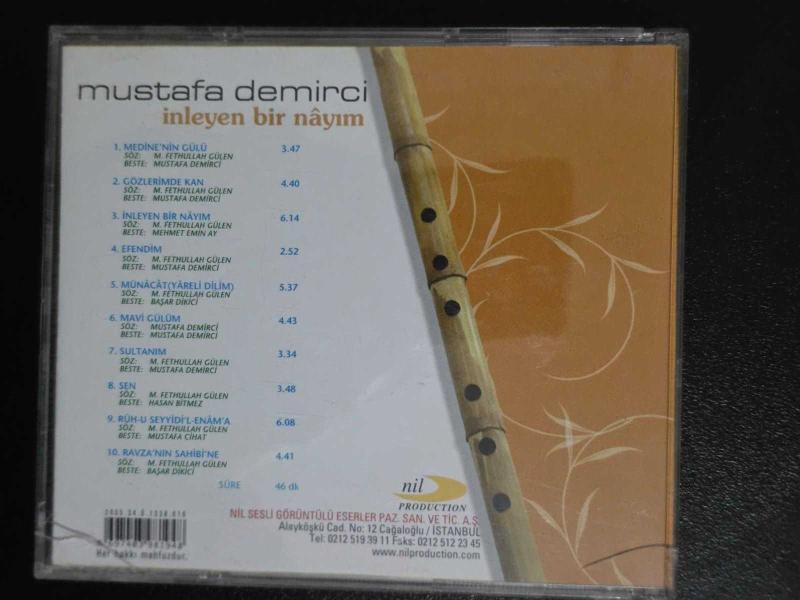 mustafa demirci
inleyen bir nâyım
1. MEDİNE'NİN GÜLÜ 3.47
SÖZ: M. FETHULLAH GÜLEN
BESTE: MUSTAFA DEMİRCİ
2. GÖZLERİMDE KAN 4.40
SÖZ: M. FETHULLAH GÜLEN
BESTE: MUSTAFA DEMİRCİ
3. İNLEYEN BİR NÂYIM 6.14
SÖZ: M. FETHULLAH GÜLEN
BESTE: MEHMET EMİN AY
4. EFENDİM 2.52
SÖZ: M. FETHULLAH GÜLEN
BESTE: MUSTAFA DEMİRCİ
5. MÜNÂCÂT(YÂRELİ DİLİM) 5.37
SÖZ: M. FETHULLAH GÜLEN
BESTE: BAŞAR DİKİCİ
6. MAVİ GÜLÜM 4.43
SÖZ: MUSTAFA DEMİRCİ
BESTE: MUSTAFA DEMİRCİ
7. SULTANIM 3.34
SÖZ: M. FETHULLAH GÜLEN
BESTE: MUSTAFA DEMİRCİ
8. SEN 3.48
SÖZ: M. FETHULLAH GÜLEN
BESTE: HASAN BİTMEZ
9. RÛH-U SEYYİDİ'L-ENÂM'A 6.08
SÖZ: M. FETHULLAH GÜLEN
BESTE: MUSTAFA CİHAT
10. RAVZA'NIN SAHİBİ'NE 4.41
SÖZ: M. FETHULLAH GÜLEN
BESTE: BAŞAR DİKİCİ
SÜRE 46 dk
nil
PRODUCTION
NİL SESLİ GÖRÜNTÜLÜ ESERLER PAZ. SAN. VE TİC. A.Ş.
Alayköşkü Cad. No: 12 Cağaloğlu / İSTANBUL
Tel: 0212 519 39 11 Faks: 0212 512 23 45
www.nilproduction.com
Her hakkı mahfuzdur.